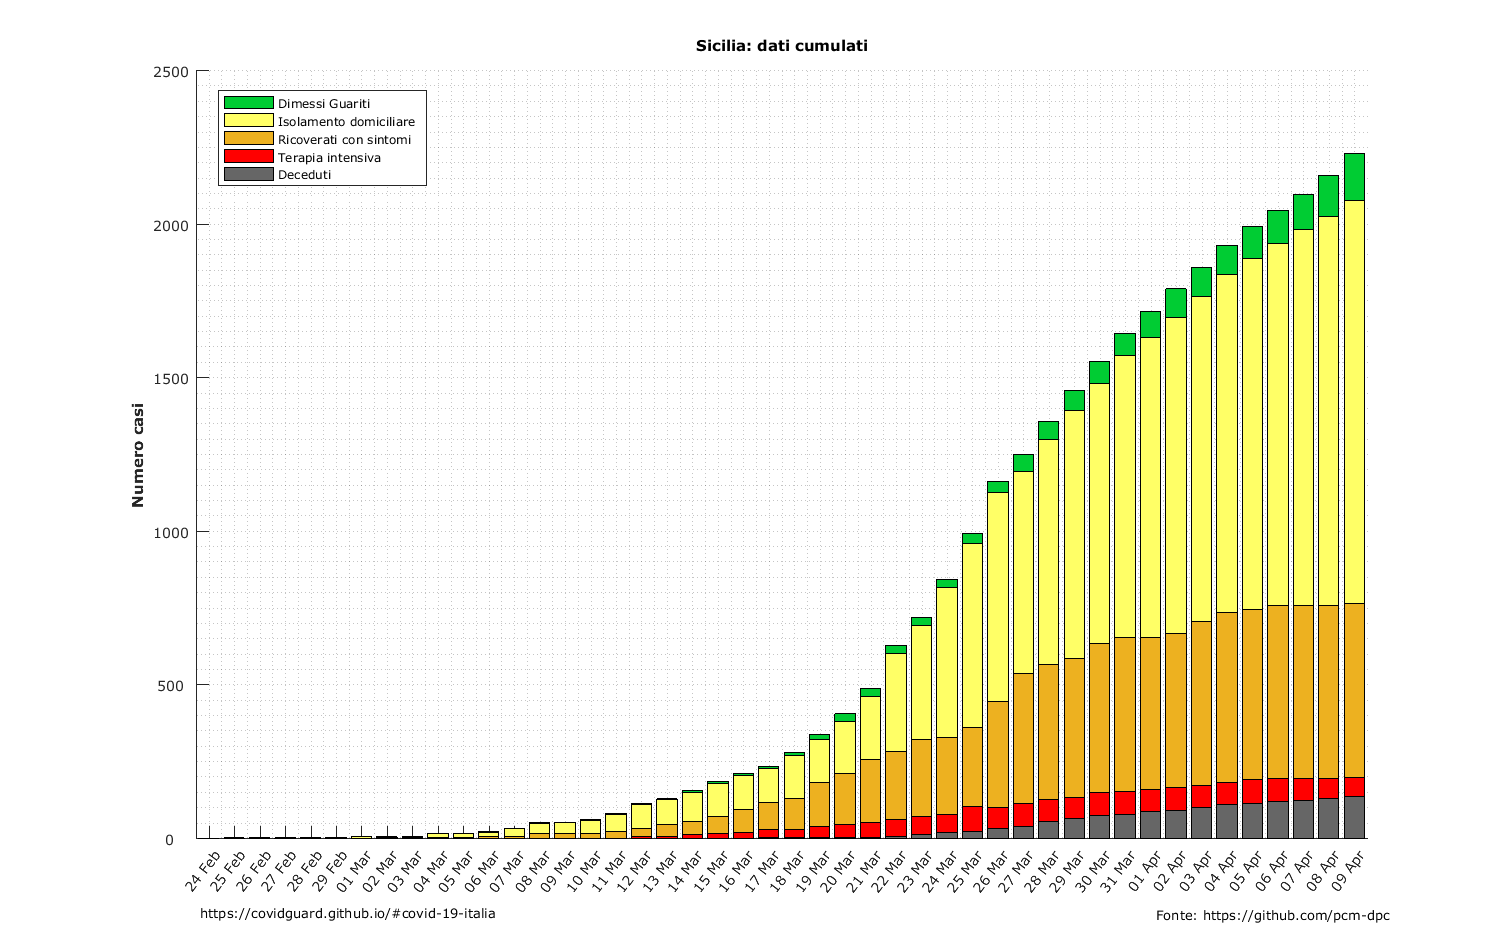 Sicilia: dati cumulati
2500
2000
1500
1000
500
0
Numero casi
Dimessi Guariti
Isolamento domiciliare
Ricoverati con sintomi
Terapia intensiva
Deceduti
24 Feb
25 Feb
26 Feb
27 Feb
28 Feb
29 Feb
01 Mar
02 Mar
03 Mar
04 Mar
05 Mar
06 Mar
07 Mar
08 Mar
09 Mar
10 Mar
11 Mar
12 Mar
13 Mar
14 Mar
15 Mar
16 Mar
17 Mar
18 Mar
19 Mar
20 Mar
21 Mar
22 Mar
23 Mar
24 Mar
25 Mar
26 Mar
27 Mar
28 Mar
29 Mar
30 Mar
31 Mar
01 Apr
02 Apr
03 Apr
04 Apr
05 Apr
06 Apr
07 Apr
08 Apr
09 Apr
https://covidguard.github.io/#covid-19-italia
Fonte: https://github.com/pcm-dpc